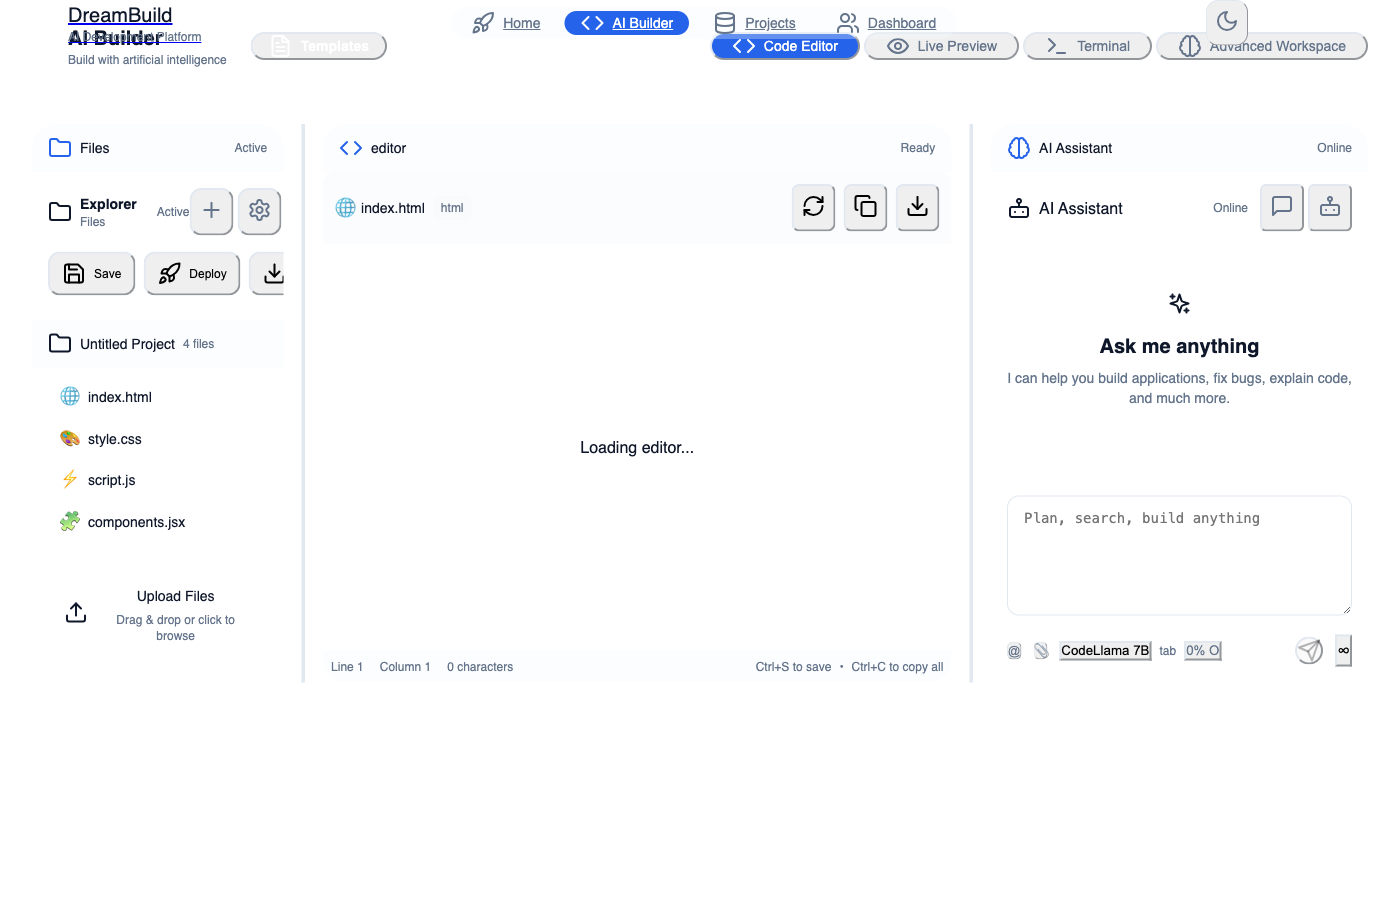 DreamBuild
AI Development Platform
Home
AI Builder
Projects
Dashboard
AI Builder
Build with artificial intelligence
Templates
Code Editor
Live Preview
Terminal
Advanced Workspace
Files
Active
Explorer
Files
Active
Save
Deploy
Untitled Project 4 files
index.html
style.css
script.js
components.jsx
Upload Files
Drag & drop or click to
browse
editor
Ready
index.html html
Loading editor...
Line 1 Column 1 0 characters
Ctrl+S to save • Ctrl+C to copy all
AI Assistant
Online
AI Assistant
Online
Ask me anything
I can help you build applications, fix bugs, explain code,
and much more.
Plan, search, build anything
@ CodeLlama 7B tab 0% O ∞